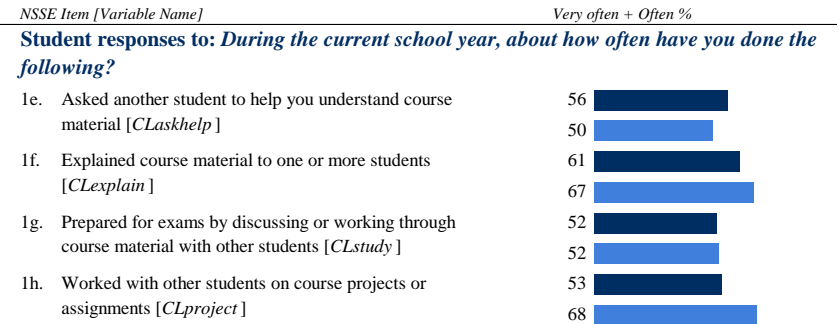 NSSE Item [Variable Name] Very often + Often %
Student responses to: During the current school year, about how often have you done the
following?
1e. Asked another student to help you understand course 56
material [CLaskhelp ] 50
1f. Explained course material to one or more students 61
[CLexplain ] 67
1g. Prepared for exams by discussing or working through 52
course material with other students [CLstudy ] 52
1h. Worked with other students on course projects or 53
assignments [CLproject ] 68